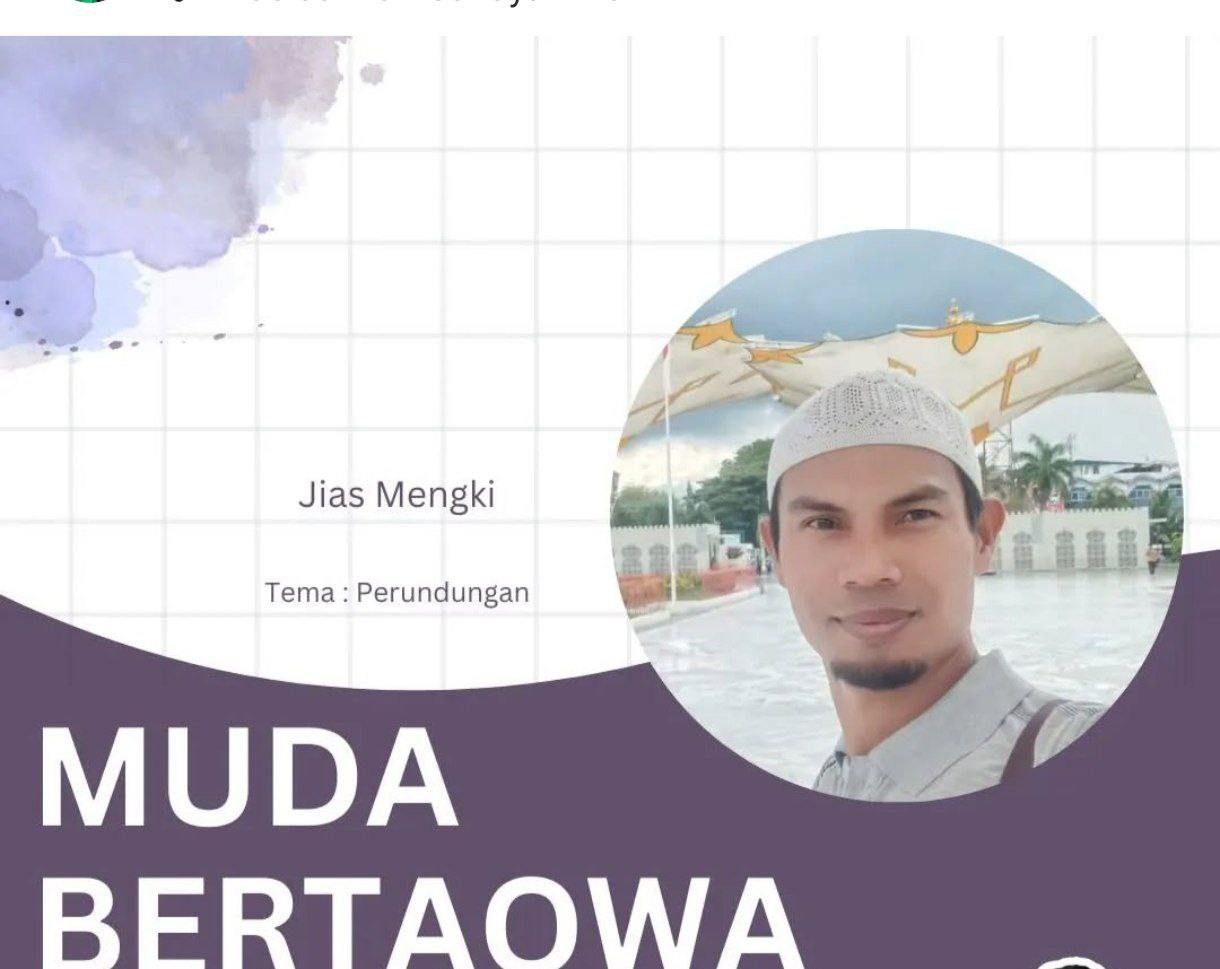 Jias Mengki
Tema : Perundungan
MUDA
BERTAQWA